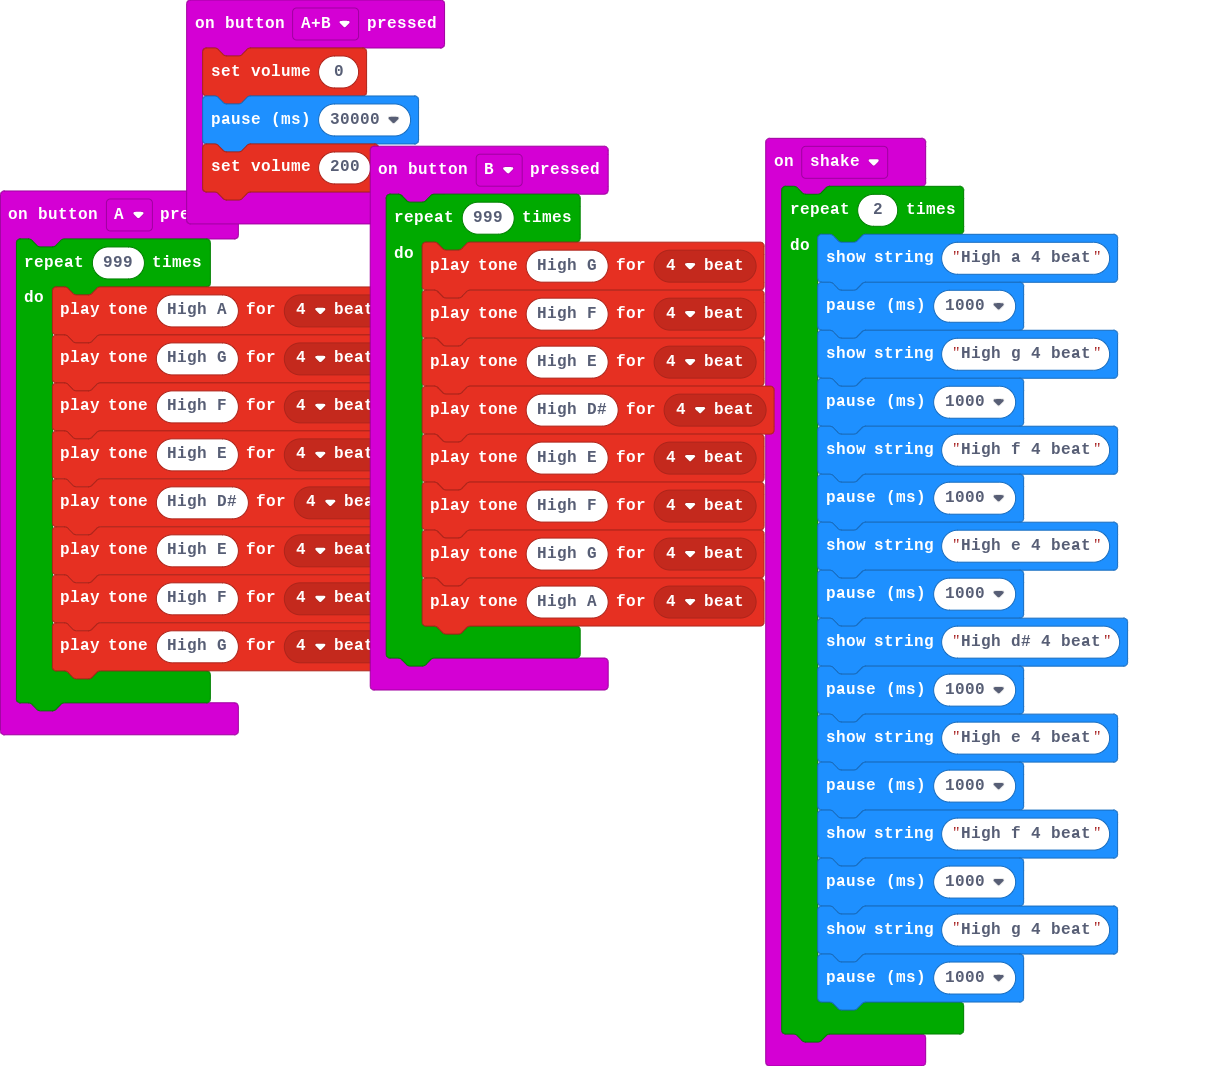 on button A+B pressed
set volume 0
pause (ms) 30000
set volume 200
on button A pre
repeat 999 times
do
play tone High A for 4 beat
play tone High G for 4 beat
play tone High F for 4 beat
play tone High E for 4 beat
play tone High D# for 4 bea
play tone High E for 4 beat
play tone High F for 4 beat
play tone High G for 4 beat
on button B pressed
repeat 999 times
do
play tone High G for 4 beat
play tone High F for 4 beat
play tone High E for 4 beat
play tone High D# for 4 beat
play tone High E for 4 beat
play tone High F for 4 beat
play tone High G for 4 beat
play tone High A for 4 beat
on shake
repeat 2 times
do
show string "High a 4 beat"
pause (ms) 1000
show string "High g 4 beat"
pause (ms) 1000
show string "High f 4 beat"
pause (ms) 1000
show string "High e 4 beat"
pause (ms) 1000
show string "High d# 4 beat"
pause (ms) 1000
show string "High e 4 beat"
pause (ms) 1000
show string "High f 4 beat"
pause (ms) 1000
show string "High g 4 beat"
pause (ms) 1000